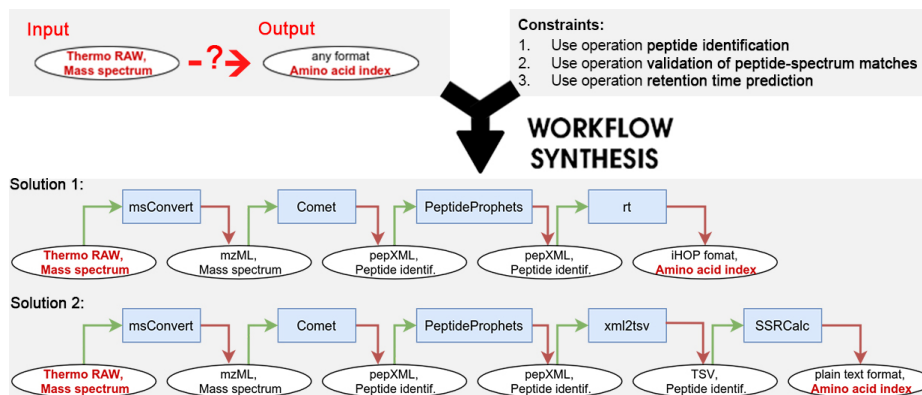 Input
Output
Thermo RAW,
Mass spectrum
?
any format
Amino acid index
Constraints:
1. Use operation peptide identification
2. Use operation validation of peptide-spectrum matches
3. Use operation retention time prediction
WORKFLOW
SYNTHESIS
Solution 1:
msConvert
Comet
PeptideProphets
rt
Thermo RAW,
Mass spectrum
mzML,
Mass spectrum
pepXML,
Peptide identif.
pepXML,
Peptide identif.
iHOP fomat,
Amino acid index
Solution 2:
msConvert
Comet
PeptideProphets
xml2tsv
SSRCalc
Thermo RAW,
Mass spectrum
mzML,
Mass spectrum
pepXML,
Peptide identif.
pepXML,
Peptide identif.
TSV,
Peptide identif.
plain text format,
Amino acid index